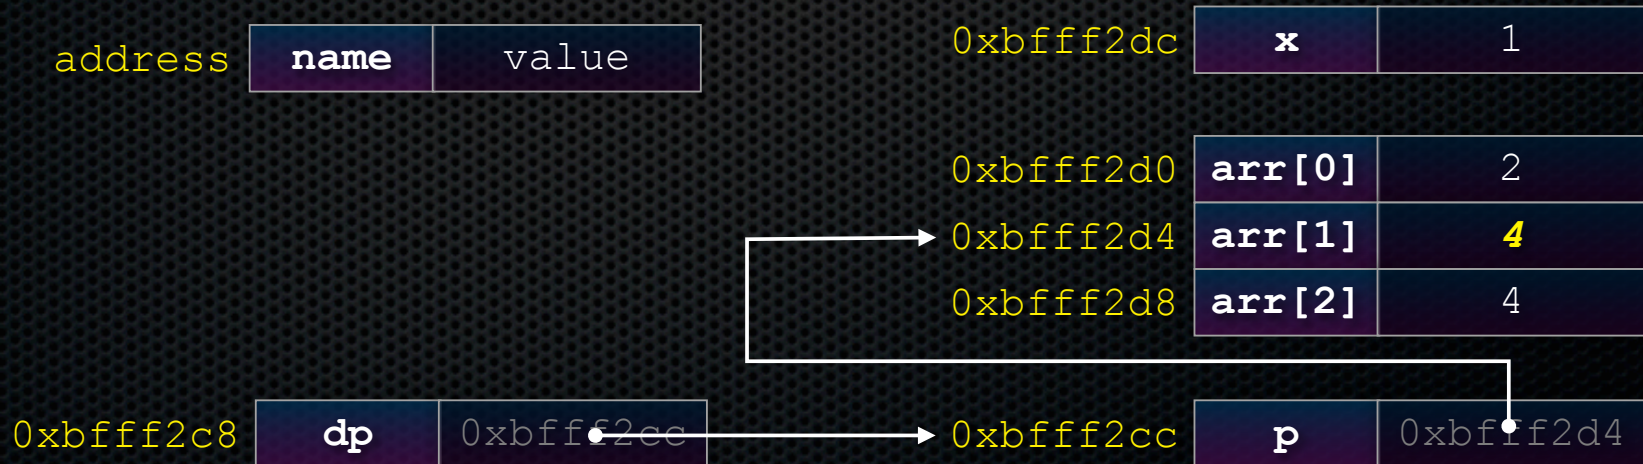 address name value
0xbfff2dc x 1
0xbfff2d0 arr[0] 2
0xbfff2d4 arr[1] 4
0xbfff2d8 arr[2] 4
0xbfff2c8 dp 0xbfff2cc
0xbfff2cc p 0xbfff2d4